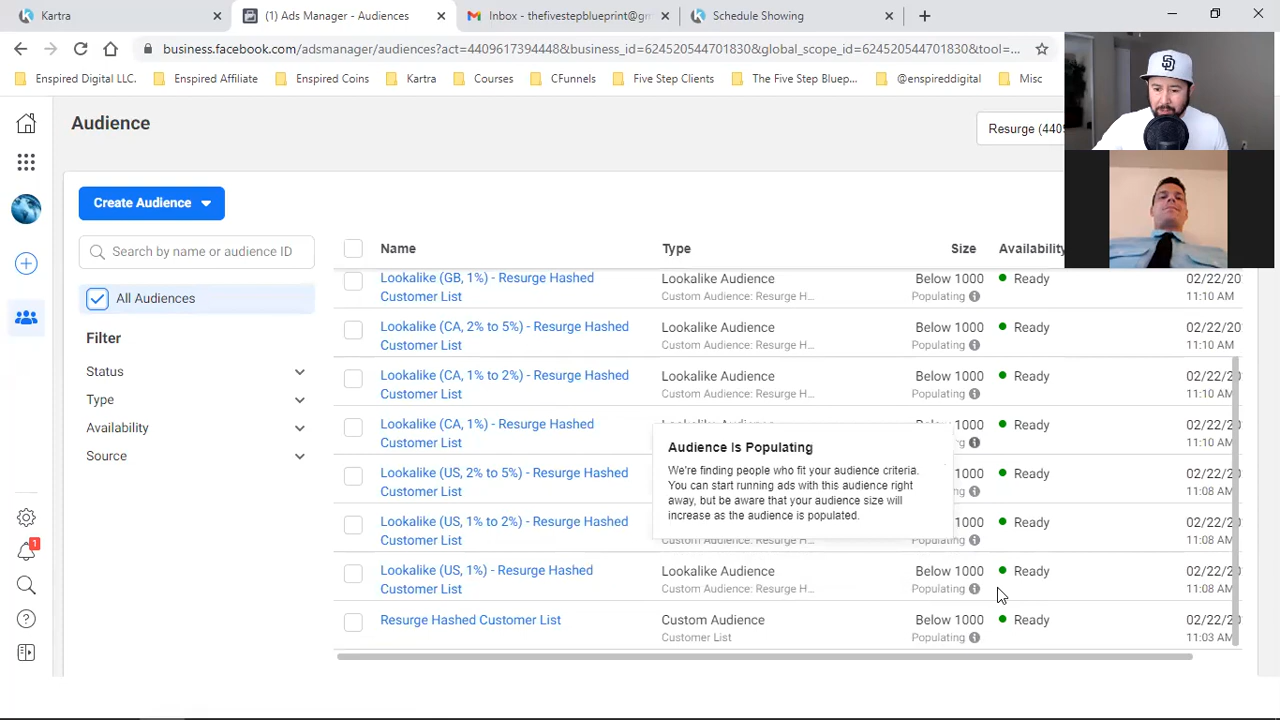 Kartra
(1) Ads Manager - Audiences
Inbox - thefivestepblueprint@g
Schedule Showing
business.facebook.com/adsmanager/audiences?act=4409617394448&business_id=624520544701830&global_scope_id=624520544701830&tool=...
Enspired Digital LLC.
Enspired Affiliate
Enspired Coins
Kartra
Courses
CFunnels
Five Step Clients
The Five Step Bluep...
@enspireddigital
Misc
Audience
Resurge (440
Create Audience
Search by name or audience ID
All Audiences
Filter
Status
Type
Availability
Source
1
Name Type Size Availability
Lookalike (GB, 1%) - Resurge Hashed Lookalike Audience Below 1000 Ready 02/22/20
Customer List Custom Audience: Resurge H... Populating 11:10 AM
Lookalike (CA, 2% to 5%) - Resurge Hashed Lookalike Audience Below 1000 Ready 02/22/20
Customer List Custom Audience: Resurge H... Populating 11:10 AM
Lookalike (CA, 1% to 2%) - Resurge Hashed Lookalike Audience Below 1000 Ready 02/22/20
Customer List Custom Audience: Resurge H... Populating 11:10 AM
Lookalike (CA, 1%) - Resurge Hashed Lookalike Audience Below 1000 Ready 02/22/20
Customer List 11:10 AM
Audience Is Populating
We're finding people who fit your audience criteria.
You can start running ads with this audience right
away, but be aware that your audience size will
increase as the audience is populated.
Lookalike (US, 2% to 5%) - Resurge Hashed Ready 02/22/20
Customer List 11:08 AM
Lookalike (US, 1% to 2%) - Resurge Hashed Ready 02/22/20
Customer List Custom Audience: Resurge H... Populating 11:08 AM
Lookalike (US, 1%) - Resurge Hashed Lookalike Audience Below 1000 Ready 02/22/20
Customer List Custom Audience: Resurge H... Populating 11:08 AM
Resurge Hashed Customer List Custom Audience Below 1000 Ready 02/22/20
Customer List Populating 11:03 AM